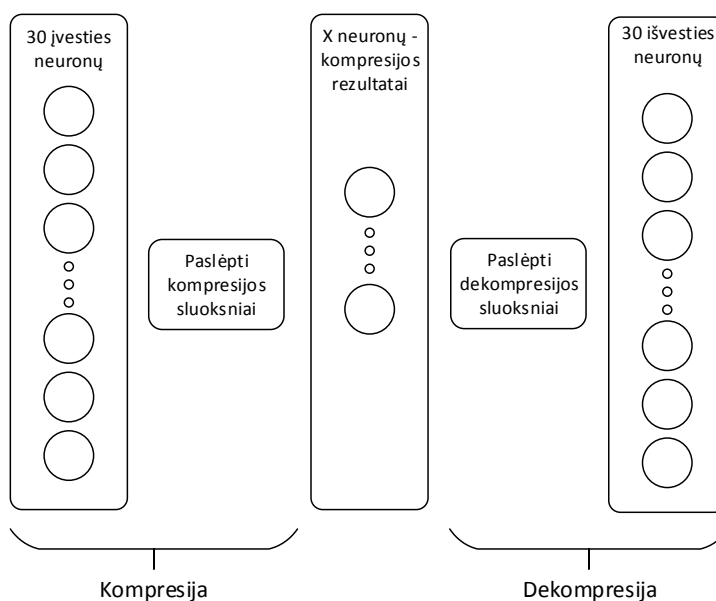 30 įvesties
neuronų
X neuronų -
kompresijos
rezultatai
30 išvesties
neuronų
Paslėpti
kompresijos
sluoksniai
Paslėpti
dekompresijos
sluoksniai
Kompresija
Dekompresija